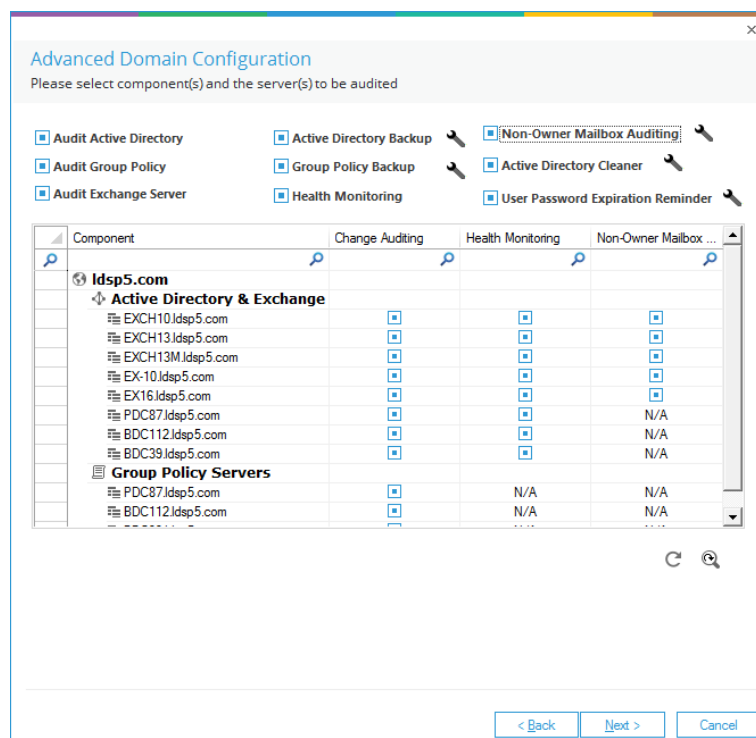 Advanced Domain Configuration
Please select component(s) and the server(s) to be audited
Audit Active Directory Active Directory Backup Non-Owner Mailbox Auditing
Audit Group Policy Group Policy Backup Active Directory Cleaner
Audit Exchange Server Health Monitoring User Password Expiration Reminder
Component Change Auditing Health Monitoring Non-Owner Mailbox ...
ldsp5.com
Active Directory & Exchange
EXCH10.ldsp5.com
EXCH13.ldsp5.com
EXCH13M.ldsp5.com
EX-10.ldsp5.com
EX16.ldsp5.com
PDC87.ldsp5.com N/A
BDC112.ldsp5.com N/A
BDC39.ldsp5.com N/A
Group Policy Servers
PDC87.ldsp5.com N/A N/A
BDC112.ldsp5.com N/A N/A
< Back Next > Cancel